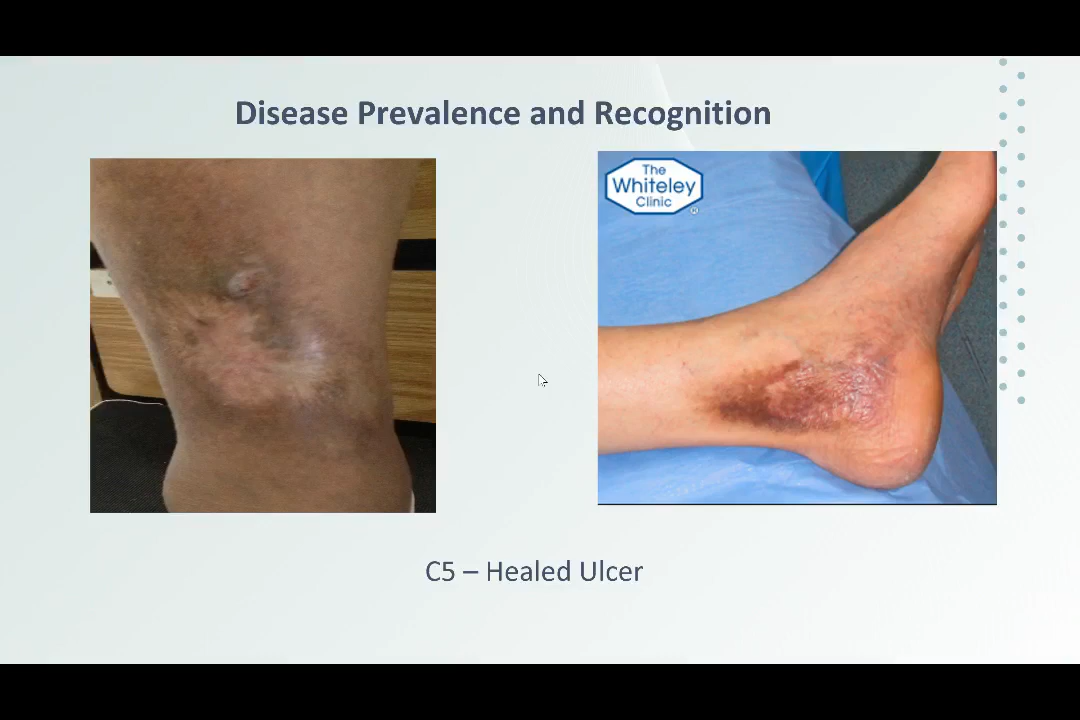 Disease Prevalence and Recognition
The
Whiteley
Clinic
®
C5 – Healed Ulcer